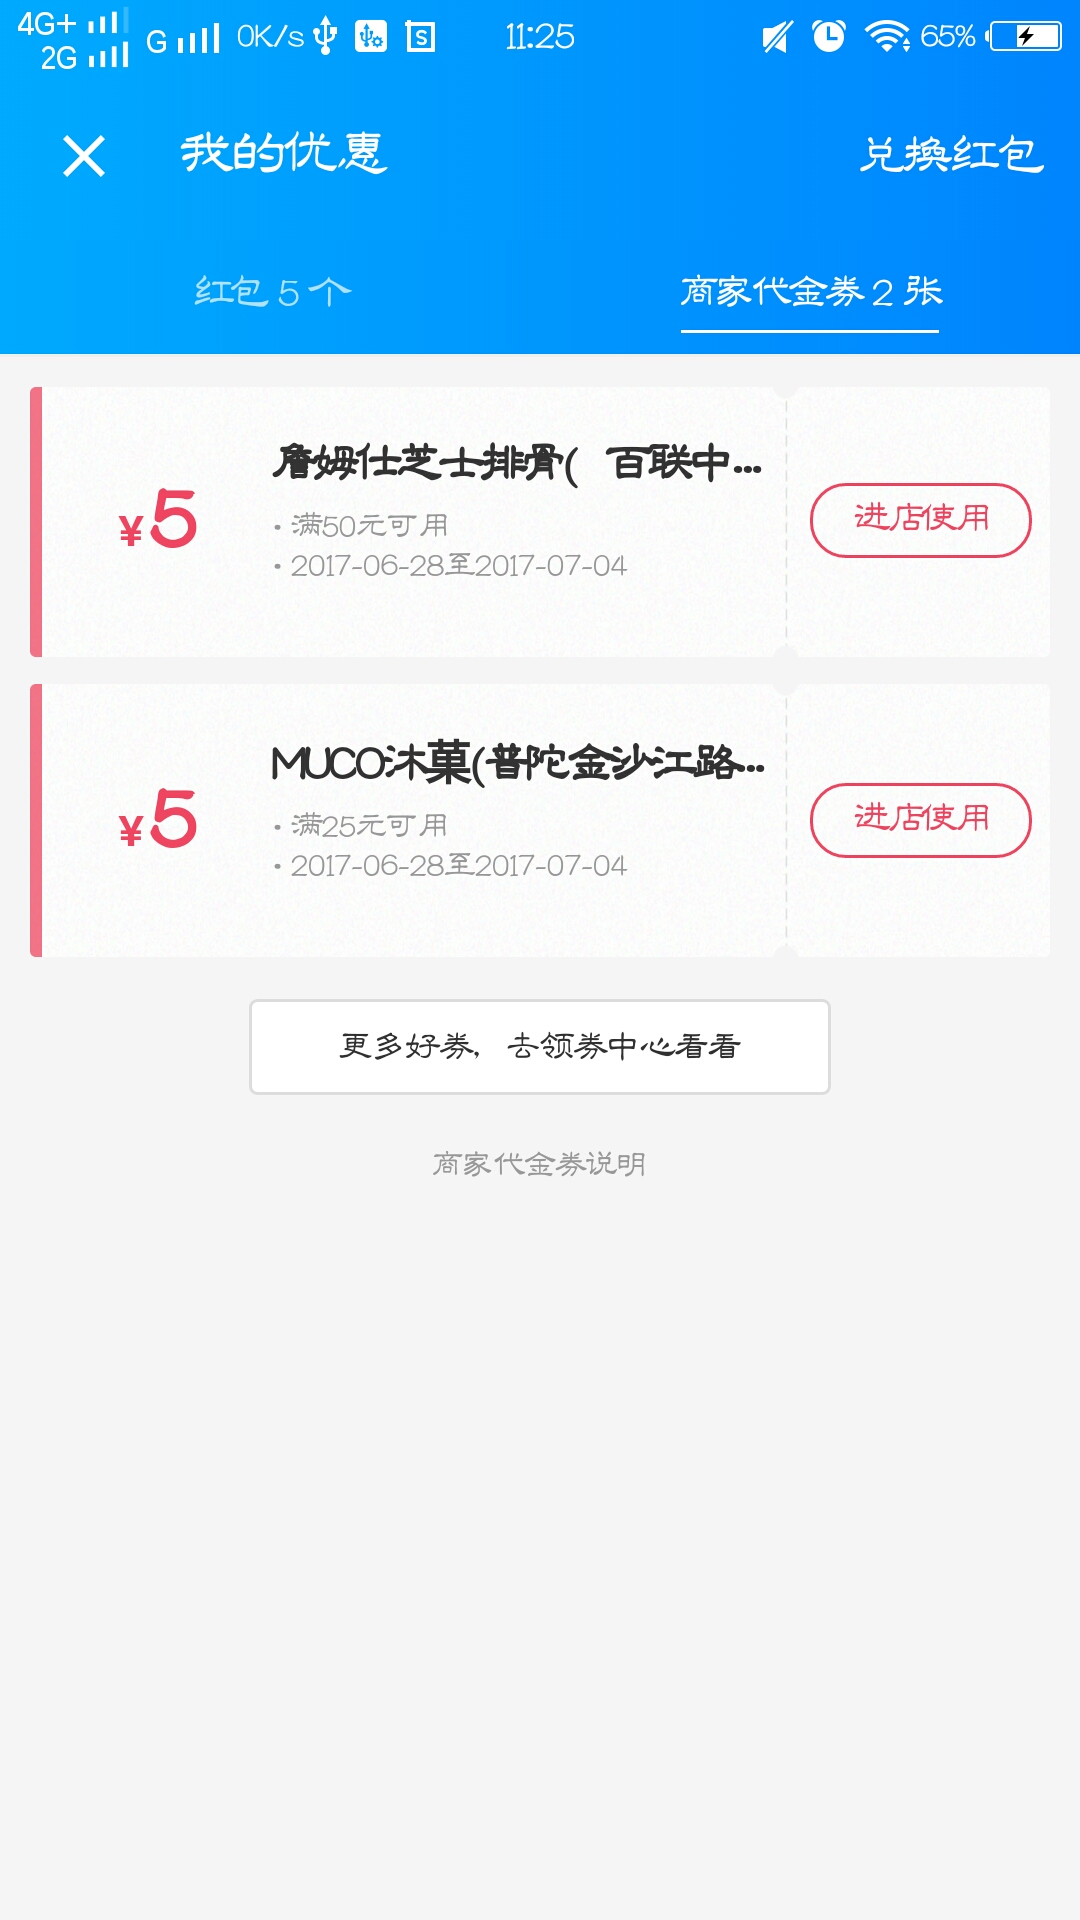 4G+ 2G G 0K/s 11:25 65%
我的优惠 兑换红包
红包 5 个 商家代金券 2 张
詹姆仕芝士排骨( 百联中...
¥5
• 满50元可用
• 2017-06-28至2017-07-04
进店使用
MUCO沐菓(普陀金沙江路...
¥5
• 满25元可用
• 2017-06-28至2017-07-04
进店使用
更多好券，去领券中心看看
商家代金券说明